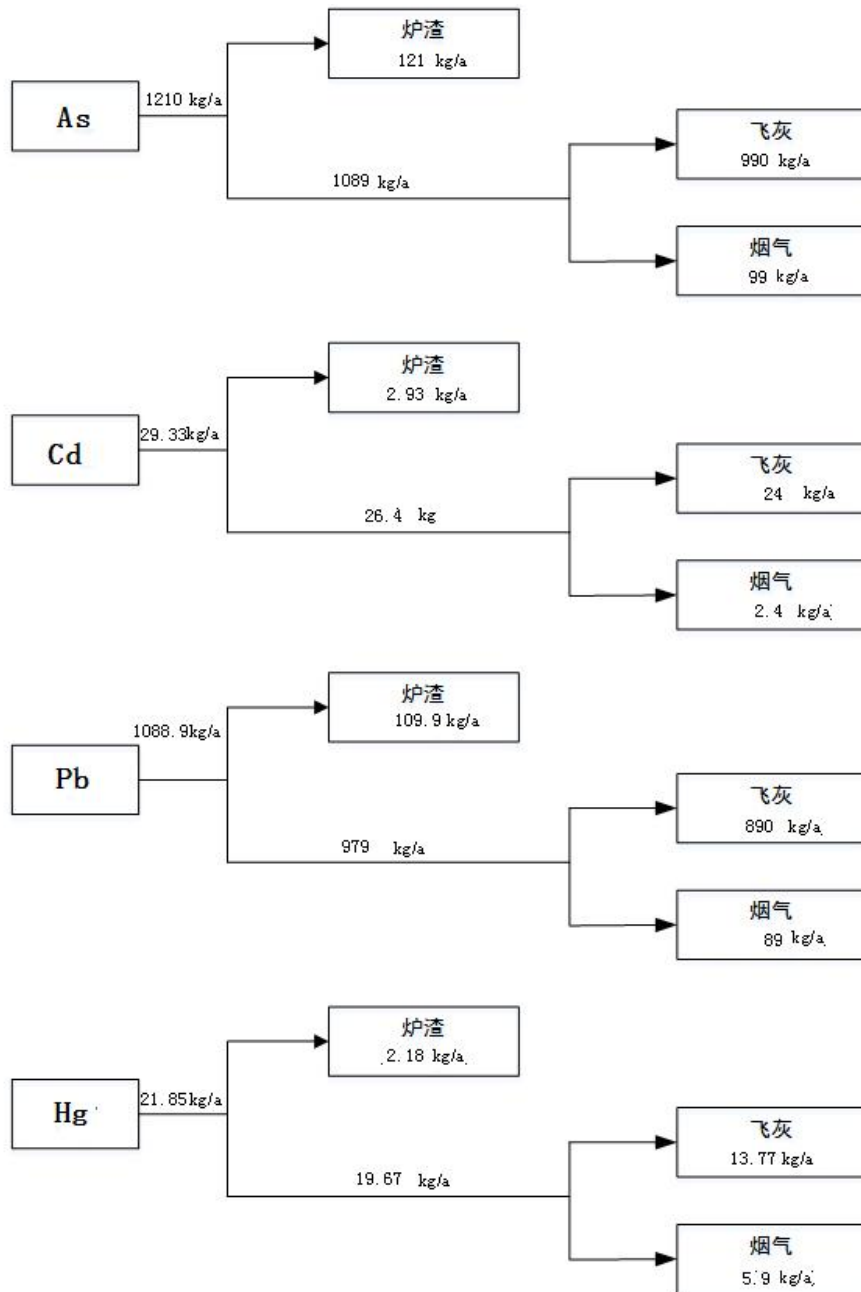 炉渣
121 kg/a
1210 kg/a
As
飞灰
990 kg/a
1089 kg/a
烟气
99 kg/a
炉渣
2.93 kg/a
29.33kg/a
Cd
飞灰
24 kg/a
26.4 kg
烟气
2.4 kg/a
炉渣
109.9 kg/a
1088.9kg/a
Pb
飞灰
890 kg/a
979 kg/a
烟气
89 kg/a
炉渣
2.18 kg/a
21.85kg/a
Hg
飞灰
13.77 kg/a
19.67 kg/a
烟气
5.9 kg/a